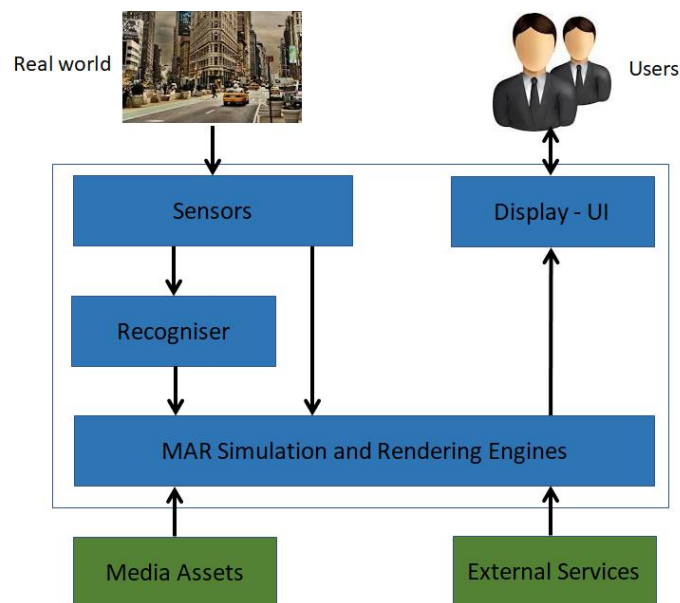 Real world
Users
Sensors
Display - UI
Recogniser
MAR Simulation and Rendering Engines
Media Assets
External Services